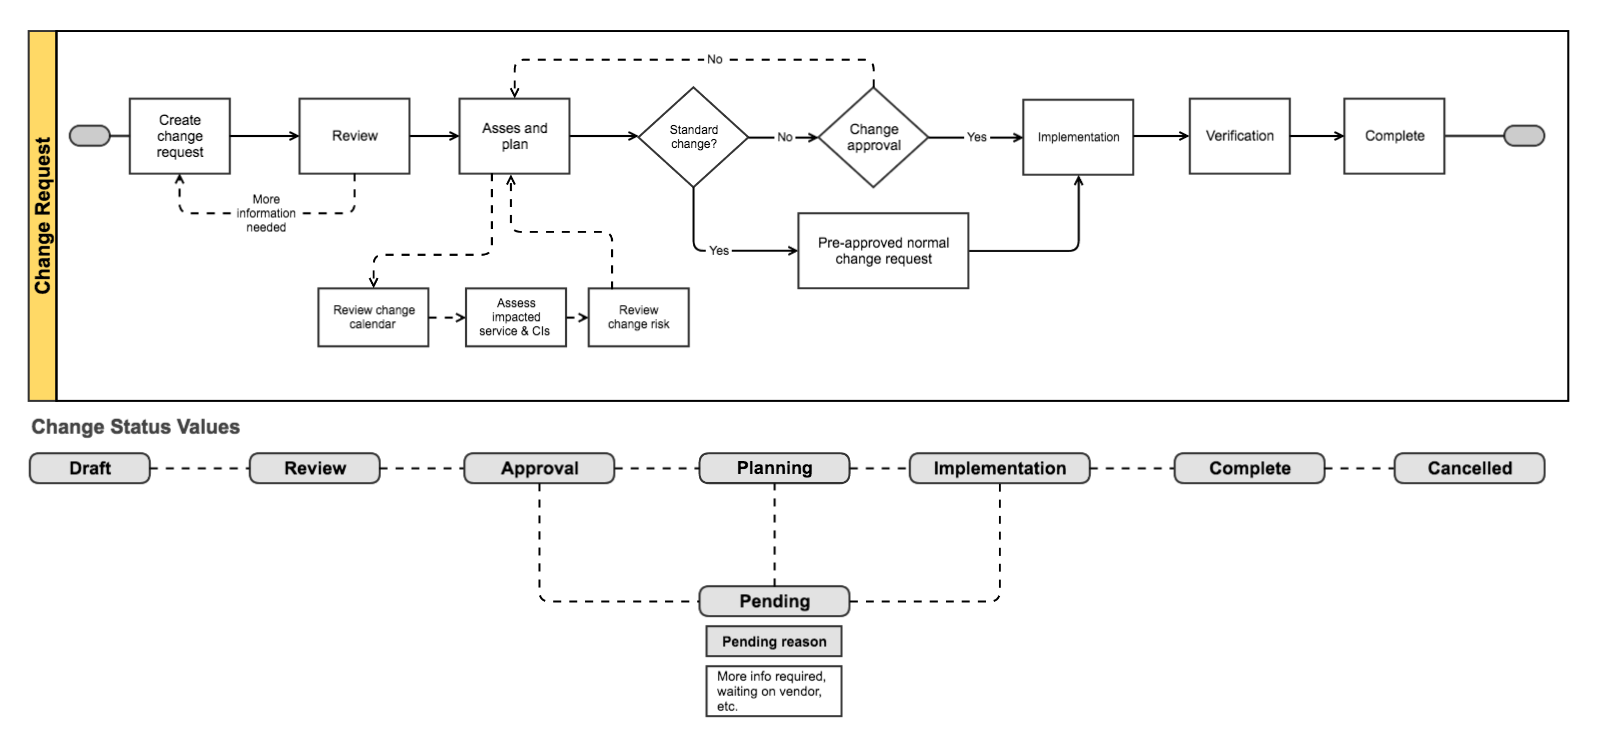 Change Request
No
Create
change
request
Review
Asses and
plan
Standard
change?
No
Change
approval
Yes
Implementation
Verification
Complete
More
information
needed
Yes
Pre-approved normal
change request
Review change
calendar
Assess
impacted
service & CIs
Review
change risk
Change Status Values
Draft
Review
Approval
Planning
Implementation
Complete
Cancelled
Pending
Pending reason
More info required,
waiting on vendor,
etc.